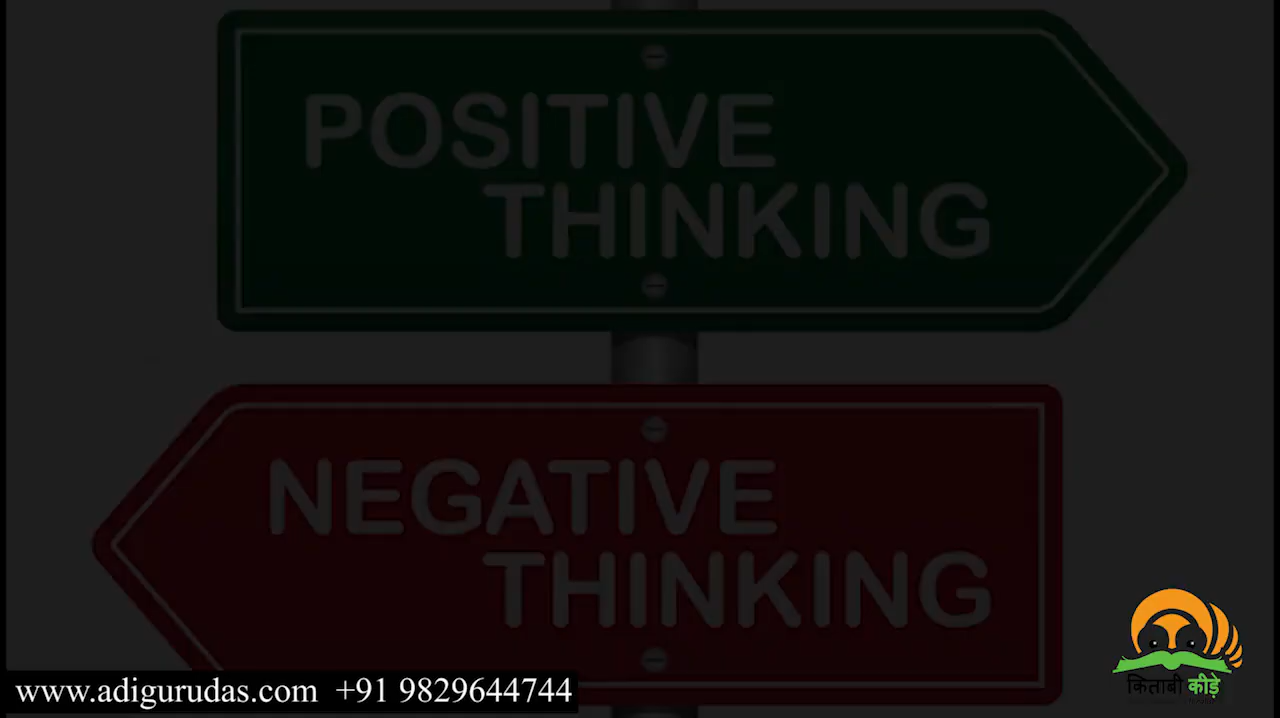 POSITIVE
THINKING
NEGATIVE
THINKING
www.adigurudas.com +91 9829644744
किताबी कीड़े